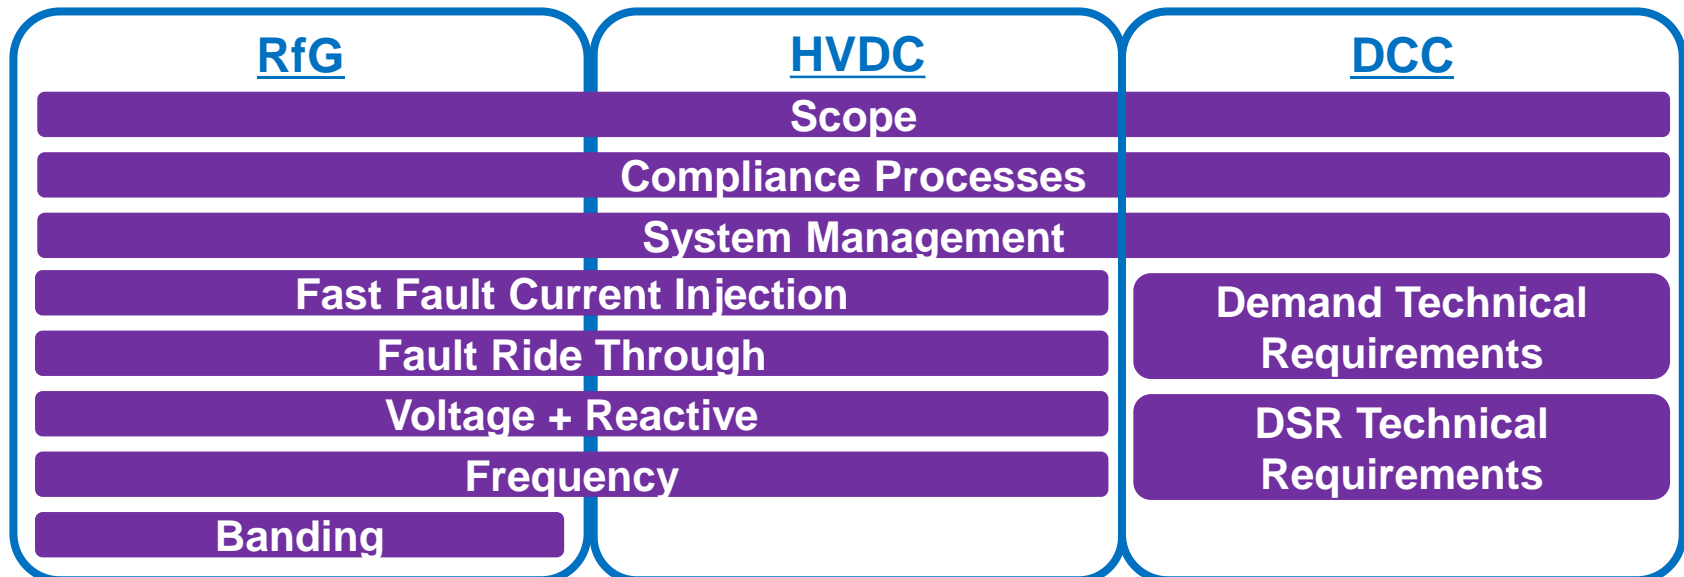 RfG
HVDC
DCC
Scope
Compliance Processes
System Management
Fast Fault Current Injection
Fault Ride Through
Voltage + Reactive
Frequency
Banding
Demand Technical
Requirements
DSR Technical
Requirements